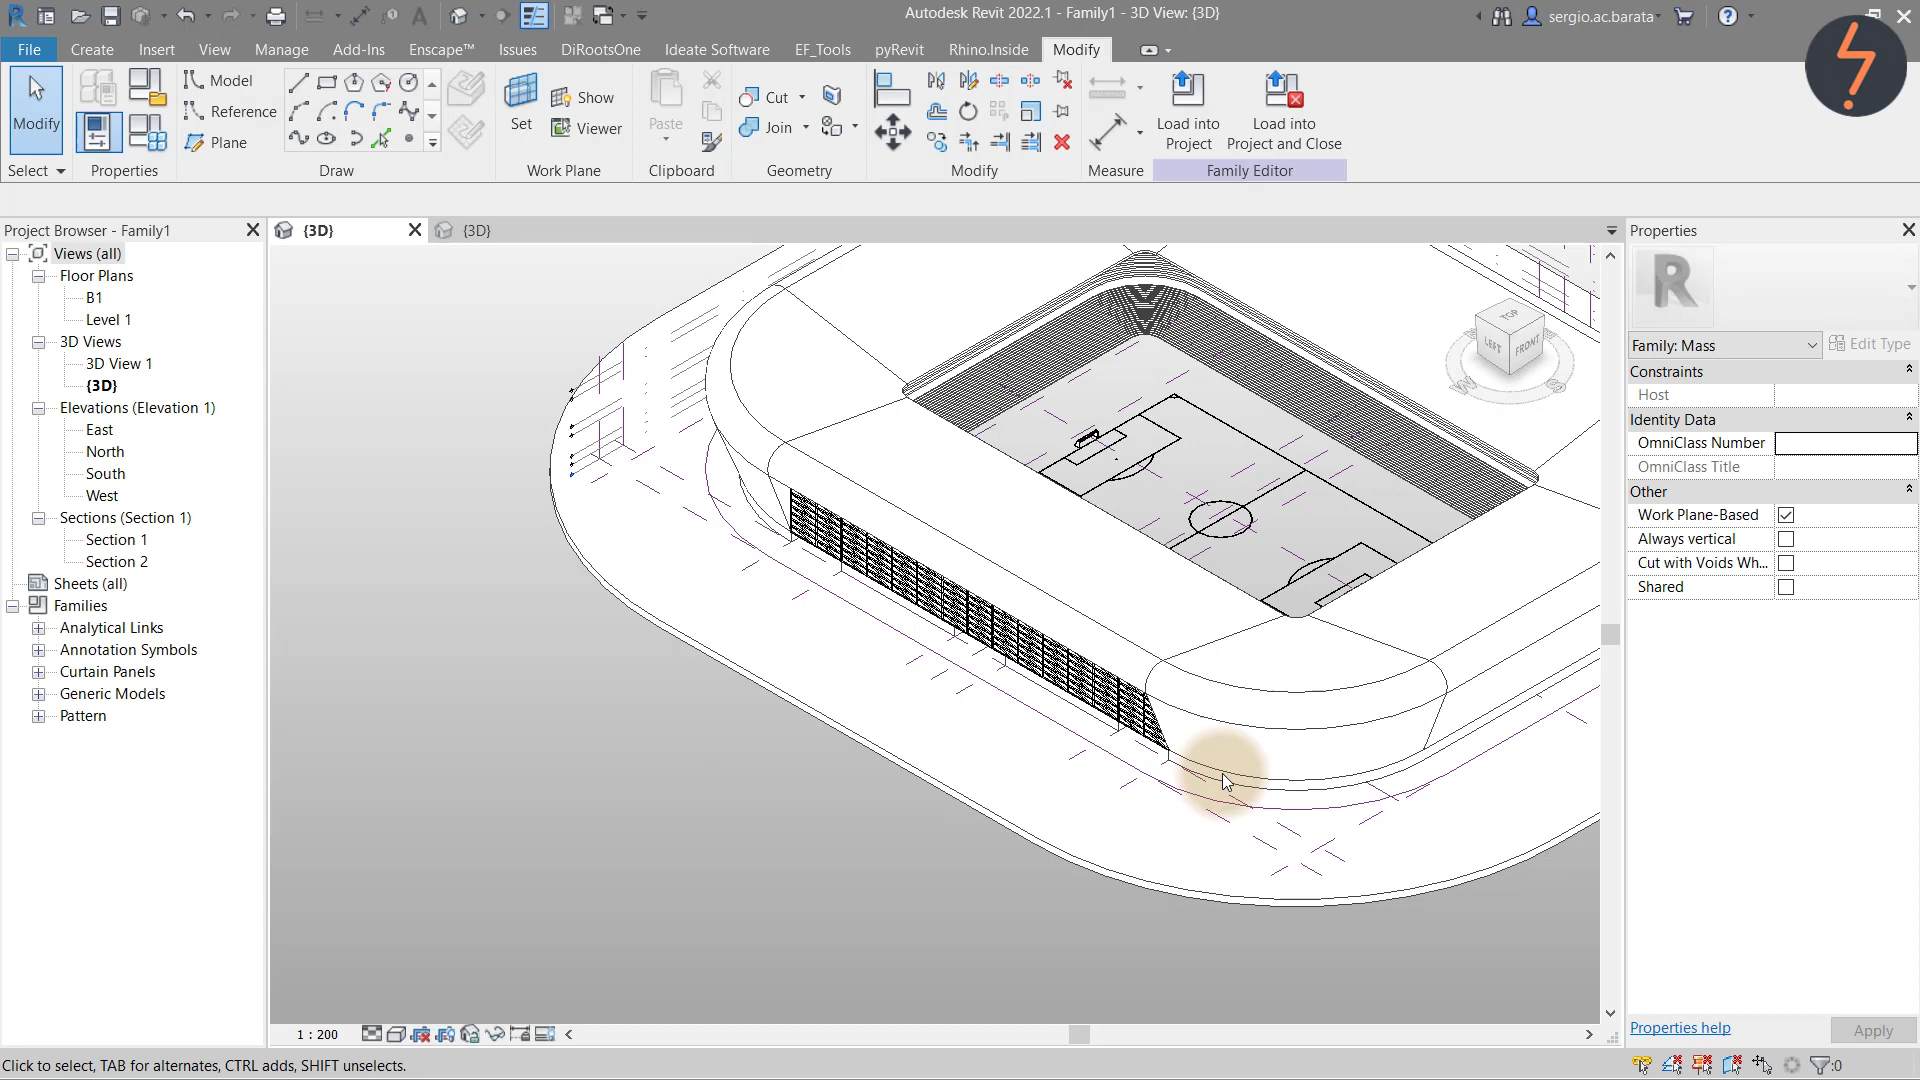 Autodesk Revit 2022.1 - Family1 - 3D View: {3D}
sergio.ac.barata
File Create Insert View Manage Add-Ins Enscape™ Issues DiRootsOne Ideate Software EF_Tools pyRevit Rhino.Inside Modify
Modify
Model
Reference
Plane
Set
Show
Viewer
Paste
Cut
Join
Load into
Project
Load into
Project and Close
Select Properties Draw Work Plane Clipboard Geometry Modify Measure Family Editor
Project Browser - Family1
Views (all)
Floor Plans
B1
Level 1
3D Views
3D View 1
{3D}
Elevations (Elevation 1)
East
North
South
West
Sections (Section 1)
Section 1
Section 2
Sheets (all)
Families
Analytical Links
Annotation Symbols
Curtain Panels
Generic Models
Pattern
{3D}
{3D}
TOP
LEFT
FRONT
W
S
Properties
R
Family: Mass
Edit Type
Constraints
Host
Identity Data
OmniClass Number
OmniClass Title
Other
Work Plane-Based
Always vertical
Cut with Voids Wh...
Shared
Properties help
Apply
1 : 200
Click to select, TAB for alternates, CTRL adds, SHIFT unselects.
:0